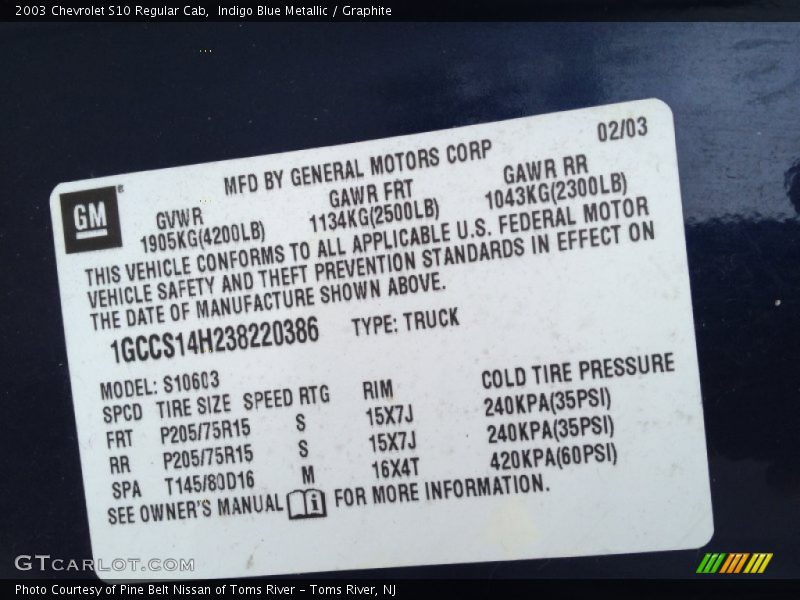 2003 Chevrolet S10 Regular Cab,  Indigo Blue Metallic / Graphite
02/03
MFD BY GENERAL MOTORS CORP
GM®
GVWR GAWR FRT GAWR RR
1905KG(4200LB) 1134KG(2500LB) 1043KG(2300LB)
THIS VEHICLE CONFORMS TO ALL APPLICABLE U.S. FEDERAL MOTOR
VEHICLE SAFETY AND THEFT PREVENTION STANDARDS IN EFFECT ON
THE DATE OF MANUFACTURE SHOWN ABOVE.
1GCCS14H238220386 TYPE: TRUCK
MODEL: S10603
SPCD TIRE SIZE SPEED RTG RIM COLD TIRE PRESSURE
FRT P205/75R15 S 15X7J 240KPA(35PSI)
RR P205/75R15 S 15X7J 240KPA(35PSI)
SPA T145/80D16 M 16X4T 420KPA(60PSI)
SEE OWNER'S MANUAL i FOR MORE INFORMATION.
GTCARLOT.COM
Photo Courtesy of Pine Belt Nissan of Toms River – Toms River, NJ